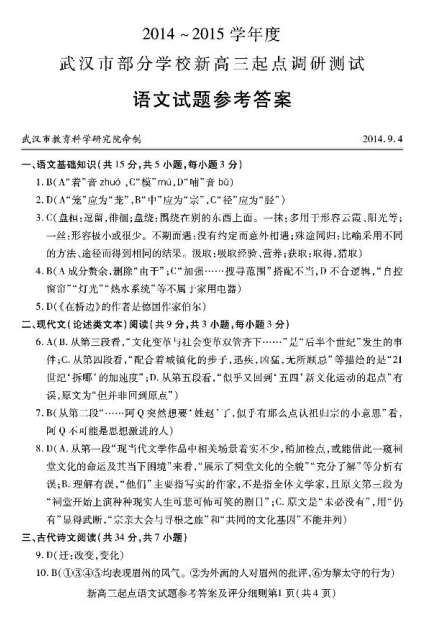 2014～2015 学年度
武汉市部分学校新高三起点调研测试
语文试题参考答案
武汉市教育科学研究院命制 2014.9.4
一、语文基础知识(共 15 分,共 5 小题,每小题 3 分)
1. B(A“着”音 zhuó ,C“模”mú,D“哺”音 bǔ)
2. D(A“笼”应为“茏”,B“中”应为“衷”,C“径”应为“胫”)
3. C(盘桓:逗留,徘徊;盘绕:围绕在别的东西上面。一抹:多用于形容云霞、阳光等;
一丝:形容极小或很少。不期而遇:没有约定而意外相遇;殊途同归:比喻采用不同
的方法、途径而得到相同的结果。汲取:吸取经验、营养;获取:取得,猎取)
4. B(A 成分赘余,删除“由于”;C“加强……搜寻范围”搭配不当,D 不合逻辑,“自控
窗帘”“灯光”“热水系统”等不属于家用电器)
5. D(《在桥边》的作者是德国作家伯尔)
二、现代文(论述类文本)阅读(共 9 分,共 3 小题,每小题 3 分)
6. A(B. 从第三段看,“文化变革与社会变革双管齐下……”是“后半个世纪”发生的事
件;C. 从第四段看,“配合着城镇化的步子,迅疾,凶猛,无所顾忌”等描绘的是“21
世纪‘拆哪’的加速度”;D. 从第五段看,“似乎又回到‘五四’新文化运动的起点”有
误,原文为“但并非回到原点”)
7. B(从第二段“……阿 Q 突然想要‘姓赵’了,似乎有那么点认祖归宗的小意思”看,
阿 Q 不可能是思想激进的人)
8. D(A. 从第一段“现当代文学作品中相关场景着实不少,稍加检点,或能借此一窥祠
堂文化的命运及其当下困境”来看,“展示了祠堂文化的全貌”“充分了解”等分析有
误;B. 理解有误,“他们”主要指写实的作家,不是指全体文学家,且原文第三段为
“祠堂开始上演种种现实人生可悲可怖可笑的剧目”;C. 原文是“未必没有”,用“仍
有”显得武断,“宗亲大会与寻根之旅”和“共同的文化基因”不能并列)
三、古代诗文阅读(共 34 分,共 7 小题)
9. D(迁:改变,变化)
10. B(①③④⑤均表现眉州的风气。②为外面的人对眉州的批评,⑥为黎太守的行为)
新高三起点语文试题参考答案及评分细则第1 页(共 4 页)